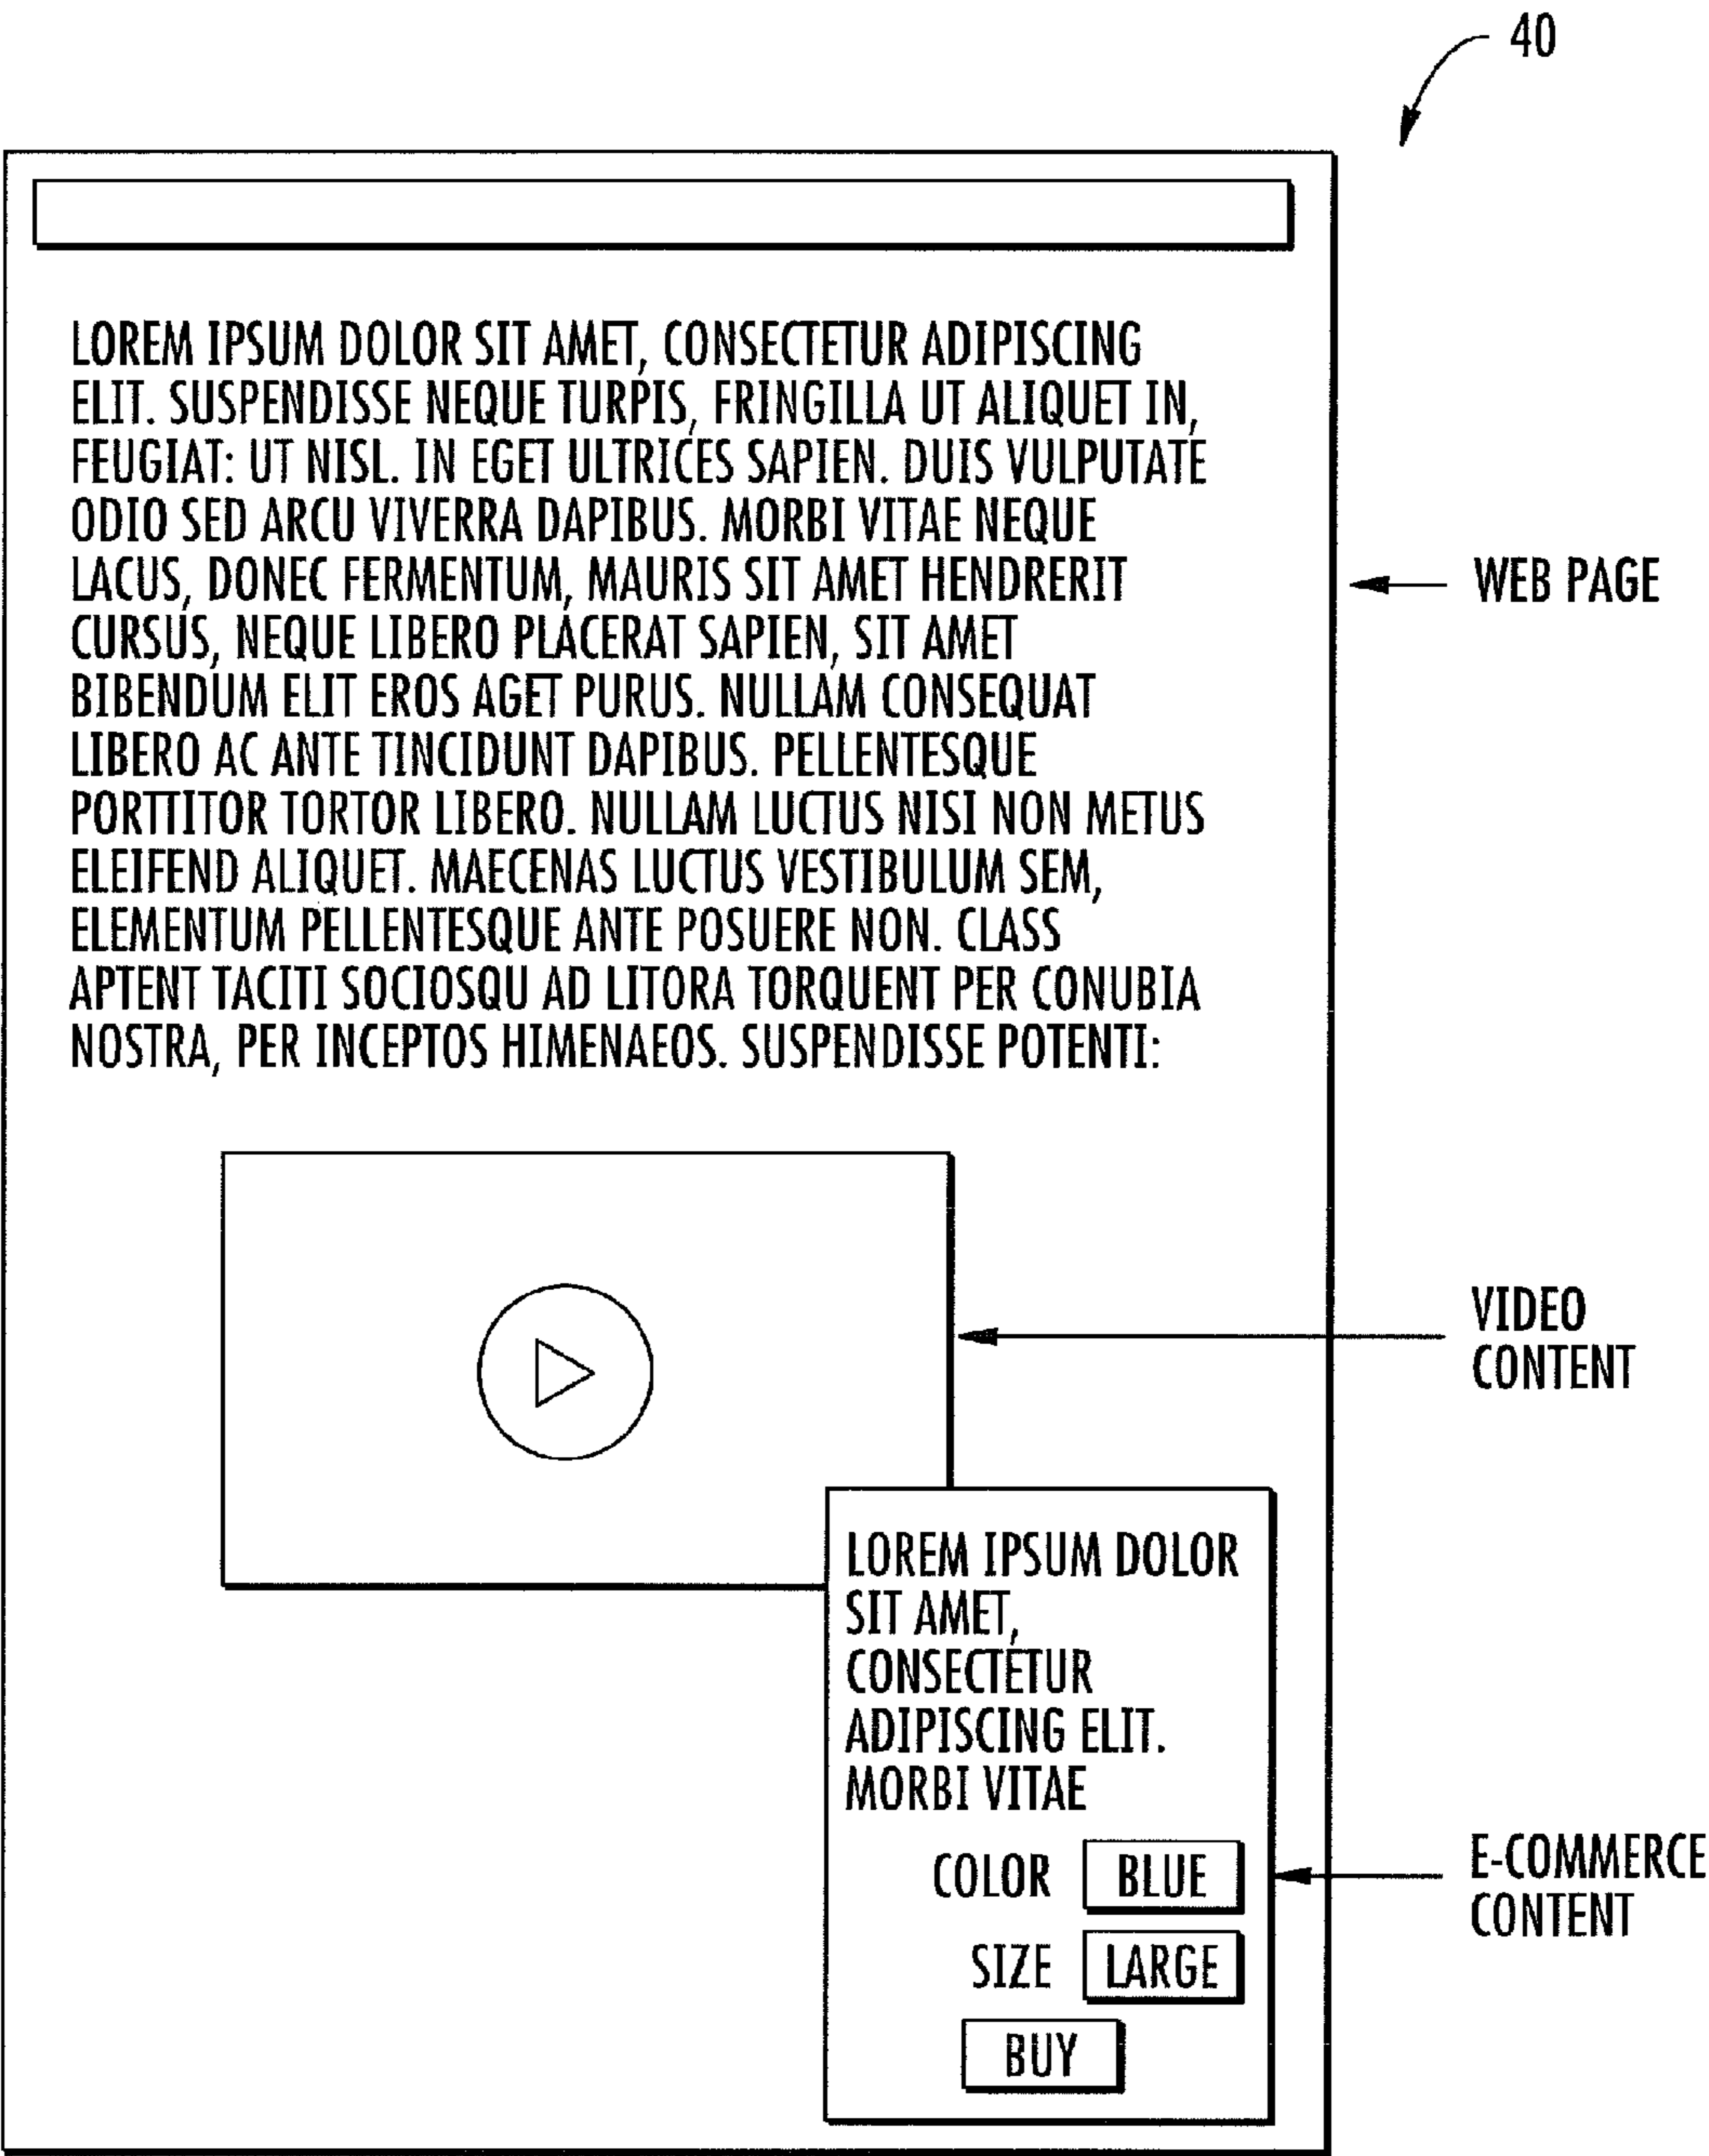 40
LOREM IPSUM DOLOR SIT AMET, CONSECTETUR ADIPISCING
ELIT. SUSPENDISSE NEQUE TURPIS, FRINGILLA UT ALIQUET IN,
FEUGIAT: UT NISL. IN EGET ULTRICES SAPIEN. DUIS VULPUTATE
ODIO SED ARCU VIVERRA DAPIBUS. MORBI VITAE NEQUE
LACUS, DONEC FERMENTUM, MAURIS SIT AMET HENDRERIT
CURSUS, NEQUE LIBERO PLACERAT SAPIEN, SIT AMET
BIBENDUM ELIT EROS AGET PURUS. NULLAM CONSEQUAT
LIBERO AC ANTE TINCIDUNT DAPIBUS. PELLENTESQUE
PORTTITOR TORTOR LIBERO. NULLAM LUCTUS NISI NON METUS
ELEIFEND ALIQUET. MAECENAS LUCTUS VESTIBULUM SEM,
ELEMENTUM PELLENTESQUE ANTE POSUERE NON. CLASS
APTENT TACITI SOCIOSQU AD LITORA TORQUENT PER CONUBIA
NOSTRA, PER INCEPTOS HIMENAEOS. SUSPENDISSE POTENTI:
WEB PAGE
VIDEO
CONTENT
LOREM IPSUM DOLOR
SIT AMET,
CONSECTETUR
ADIPISCING ELIT.
MORBI VITAE
COLOR BLUE
SIZE LARGE
BUY
E-COMMERCE
CONTENT